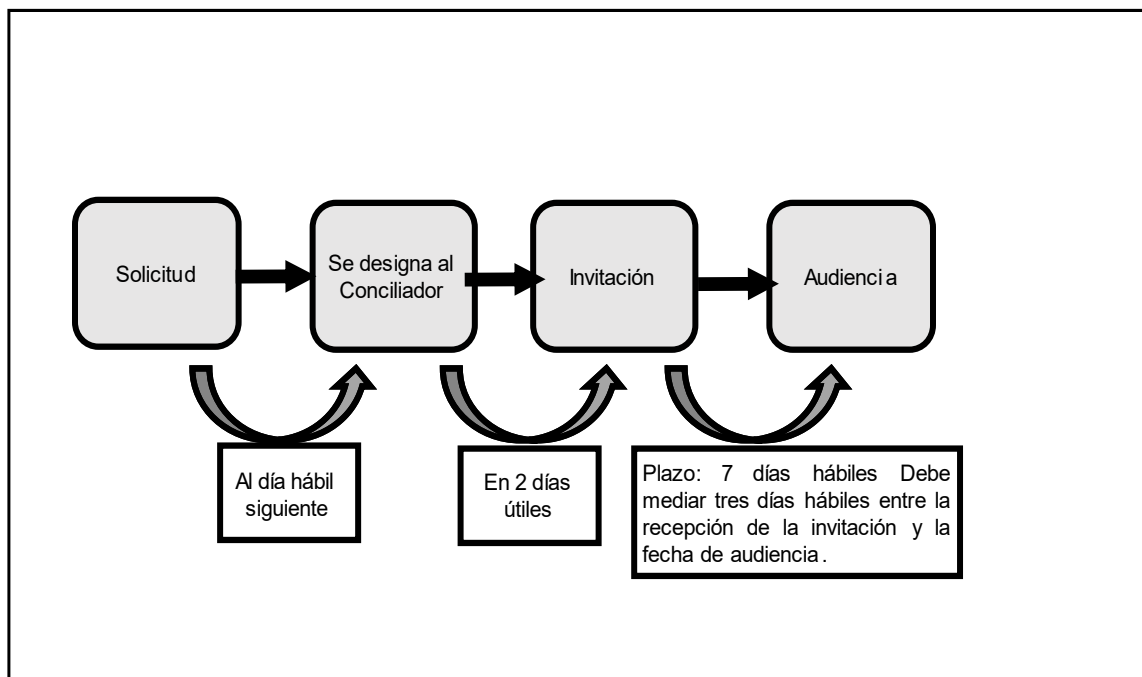 Solicitud
Se designa al
Conciliador
Invitación
Audiencia
Al día hábil
siguiente
En 2 días
útiles
Plazo: 7 días hábiles Debe
mediar tres días hábiles entre la
recepción de la invitación y la
fecha de audiencia.